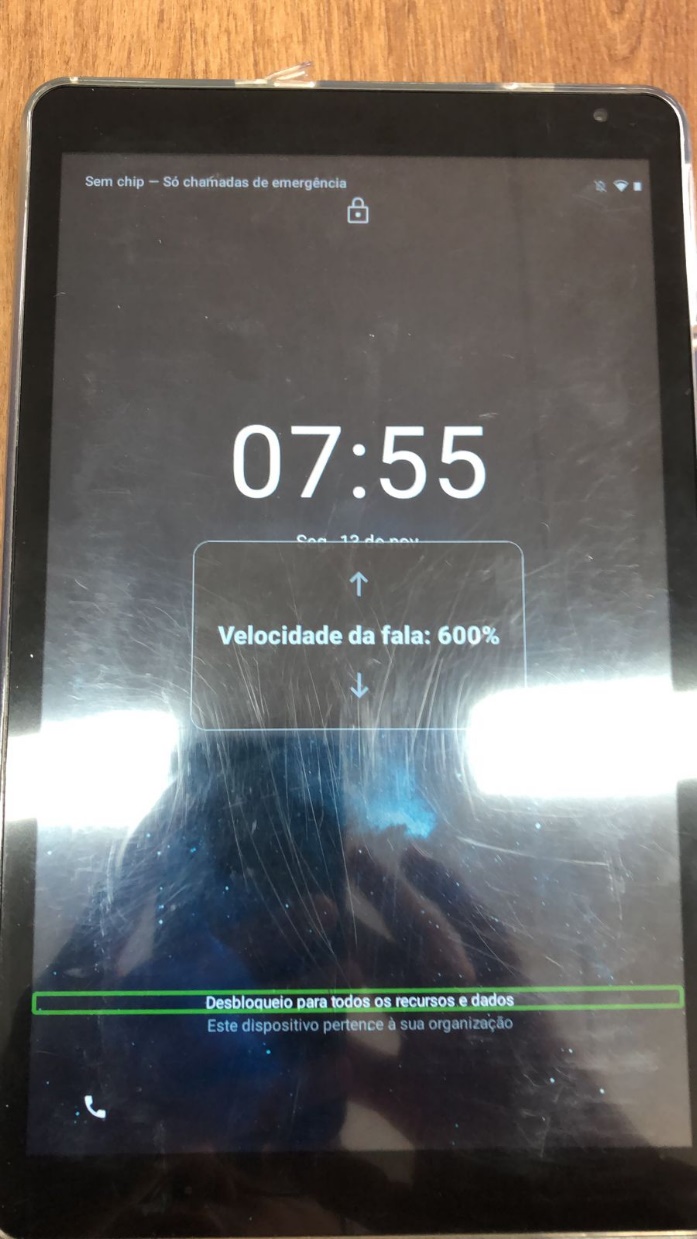 Sem chip — Só chamadas de emergência
07:55
Seg., 13 de nov.
Velocidade da fala: 600%
Desbloqueio para todos os recursos e dados
Este dispositivo pertence à sua organização